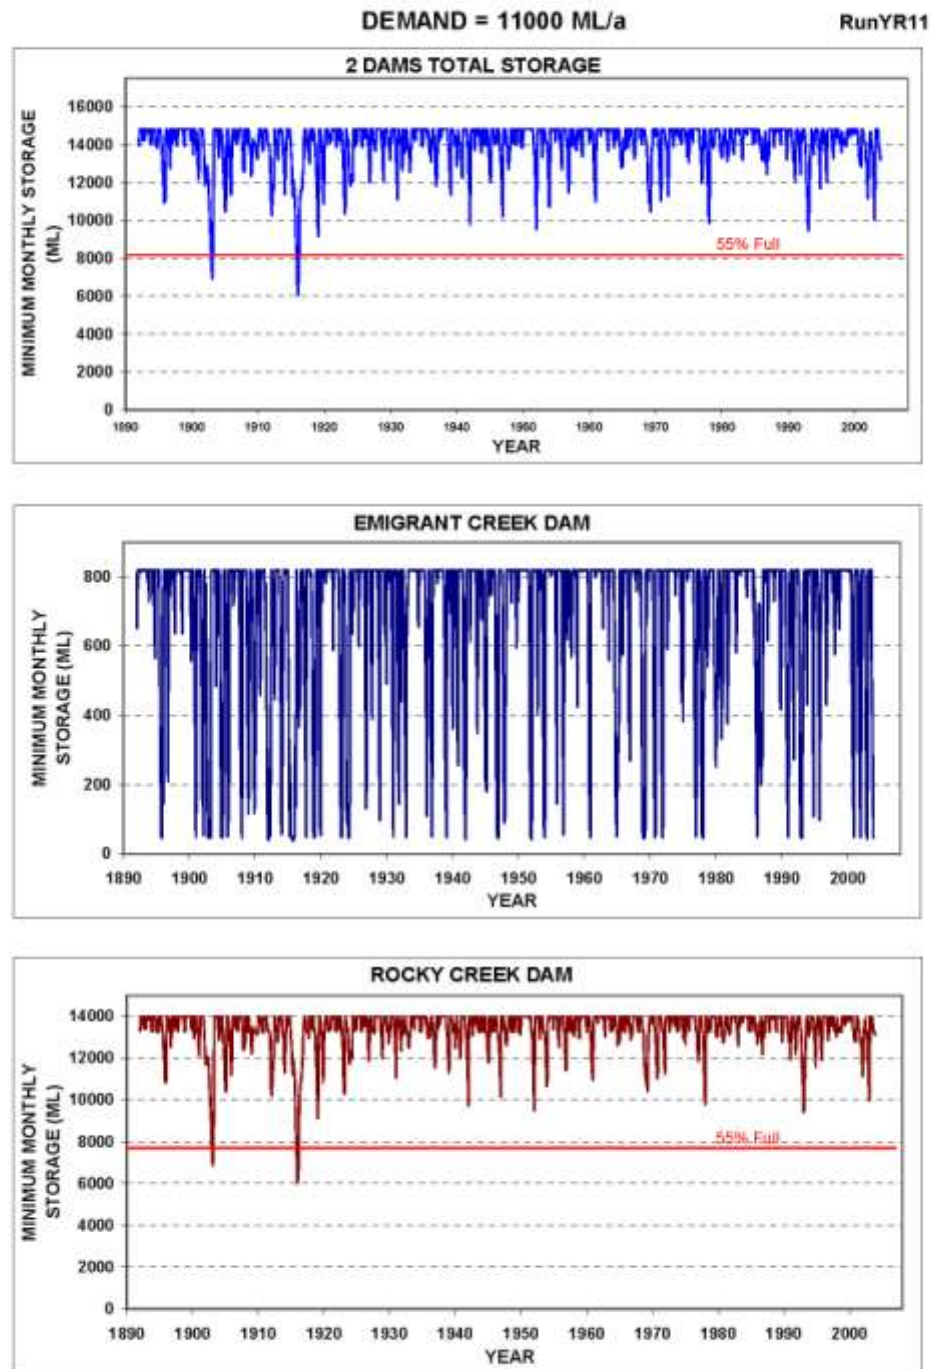 DEMAND = 11000 ML/a RunYR11
2 DAMS TOTAL STORAGE
MINIMUM MONTHLY STORAGE
(ML)
16000
14000
12000
10000
8000
6000
4000
2000
0
55% Full
1890 1900 1910 1920 1930 1940 1950 1960 1970 1980 1990 2000
YEAR
EMIGRANT CREEK DAM
MINIMUM MONTHLY
STORAGE (ML)
800
600
400
200
0
1890 1900 1910 1920 1930 1940 1950 1960 1970 1980 1990 2000
YEAR
ROCKY CREEK DAM
MINIMUM MONTHLY
STORAGE (ML)
14000
12000
10000
8000
6000
4000
2000
0
55% Full
1890 1900 1910 1920 1930 1940 1950 1960 1970 1980 1990 2000
YEAR